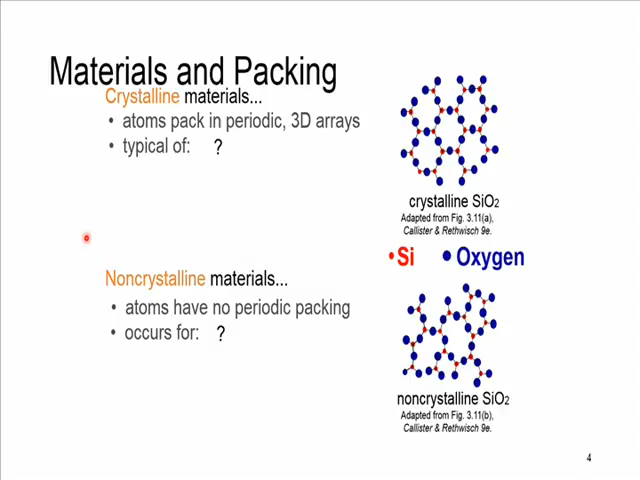 Materials and Packing
Crystalline materials...
• atoms pack in periodic, 3D arrays
• typical of: ?
crystalline SiO2
Adapted from Fig. 3.11(a),
Callister & Rethwisch 9e.
•Si •Oxygen
Noncrystalline materials...
• atoms have no periodic packing
• occurs for: ?
noncrystalline SiO2
Adapted from Fig. 3.11(b),
Callister & Rethwisch 9e.
4